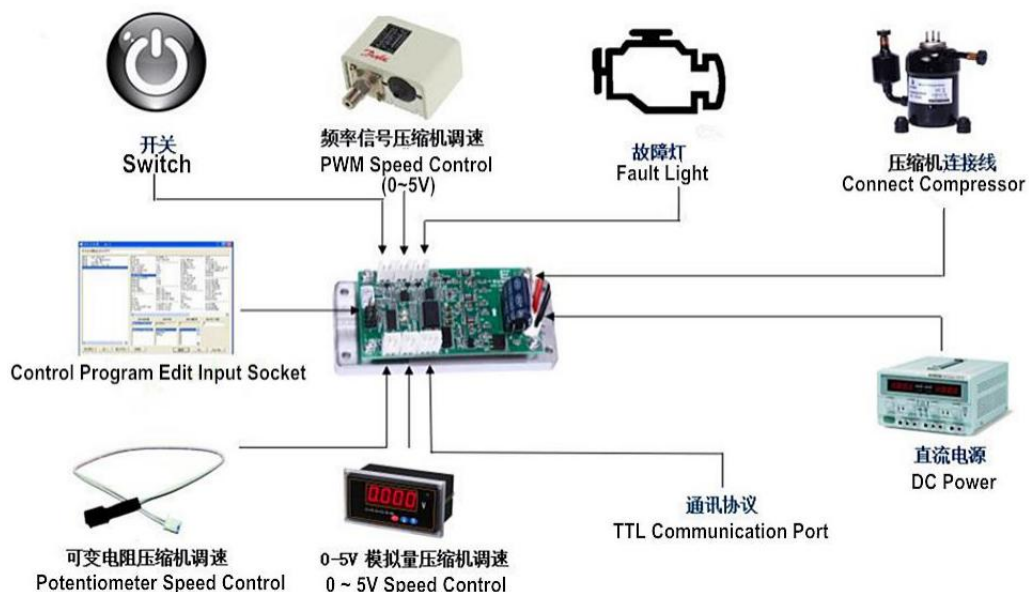 开关
Switch
频率信号压缩机调速
PWM Speed Control
(0~5V)
故障灯
Fault Light
压缩机连接线
Connect Compressor
Danfoss
Control Program Edit Input Socket
直流电源
DC Power
可变电阻压缩机调速
Potentiometer Speed Control
0.000
V
0-5V 模拟量压缩机调速
0 ~ 5V Speed Control
通讯协议
TTL Communication Port